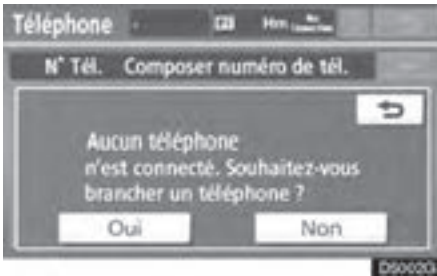 Téléphone
N° Tél. Composer numéro de tél.
Aucun téléphone
n'est connecté. Souhaitez-vous
brancher un téléphone ?
Oui Non